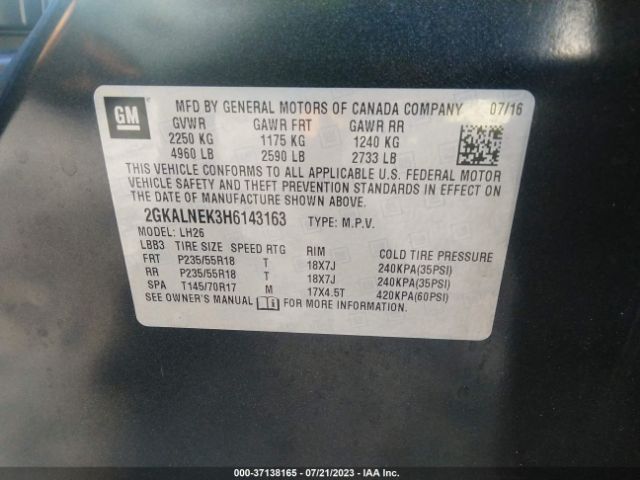 GM
MFD BY GENERAL MOTORS OF CANADA COMPANY 07/16
GVWR GAWR FRT GAWR RR
2250 KG 1175 KG 1240 KG
4960 LB 2590 LB 2733 LB
THIS VEHICLE CONFORMS TO ALL APPLICABLE U.S. FEDERAL MOTOR
VEHICLE SAFETY AND THEFT PREVENTION STANDARDS IN EFFECT ON
THE DATE OF MANUFACTURE SHOWN ABOVE.
2GKALNEK3H6143163 TYPE: M.P.V.
MODEL: LH26
LBB3 TIRE SIZE SPEED RTG RIM COLD TIRE PRESSURE
FRT P235/55R18 T 18X7J 240KPA(35PSI)
RR P235/55R18 T 18X7J 240KPA(35PSI)
SPA T145/70R17 M 17X4.5T 420KPA(60PSI)
SEE OWNER'S MANUAL FOR MORE INFORMATION.
000-37138165 - 07/21/2023 - IAA Inc.